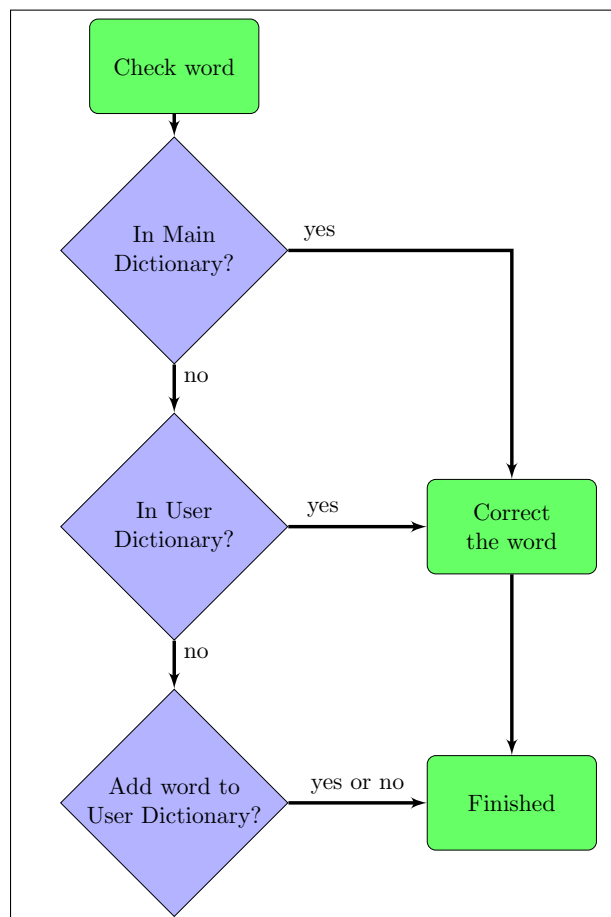 Check word
In Main
Dictionary?
yes
no
In User
Dictionary?
yes
Correct
the word
no
Add word to
User Dictionary?
yes or no
Finished